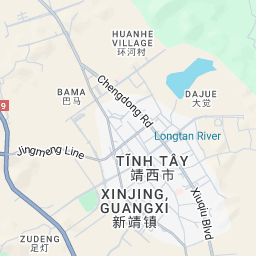 HUANHE
VILLAGE
环河村
BAMA
巴马
DAJUE
大觉
Chengdong Rd
9
Longtan River
Jingmeng Line
TĨNH TÂY
靖西市
XINJING,
GUANGXI
新靖镇
Xiuqiu Blvd
ZUDENG
足灯